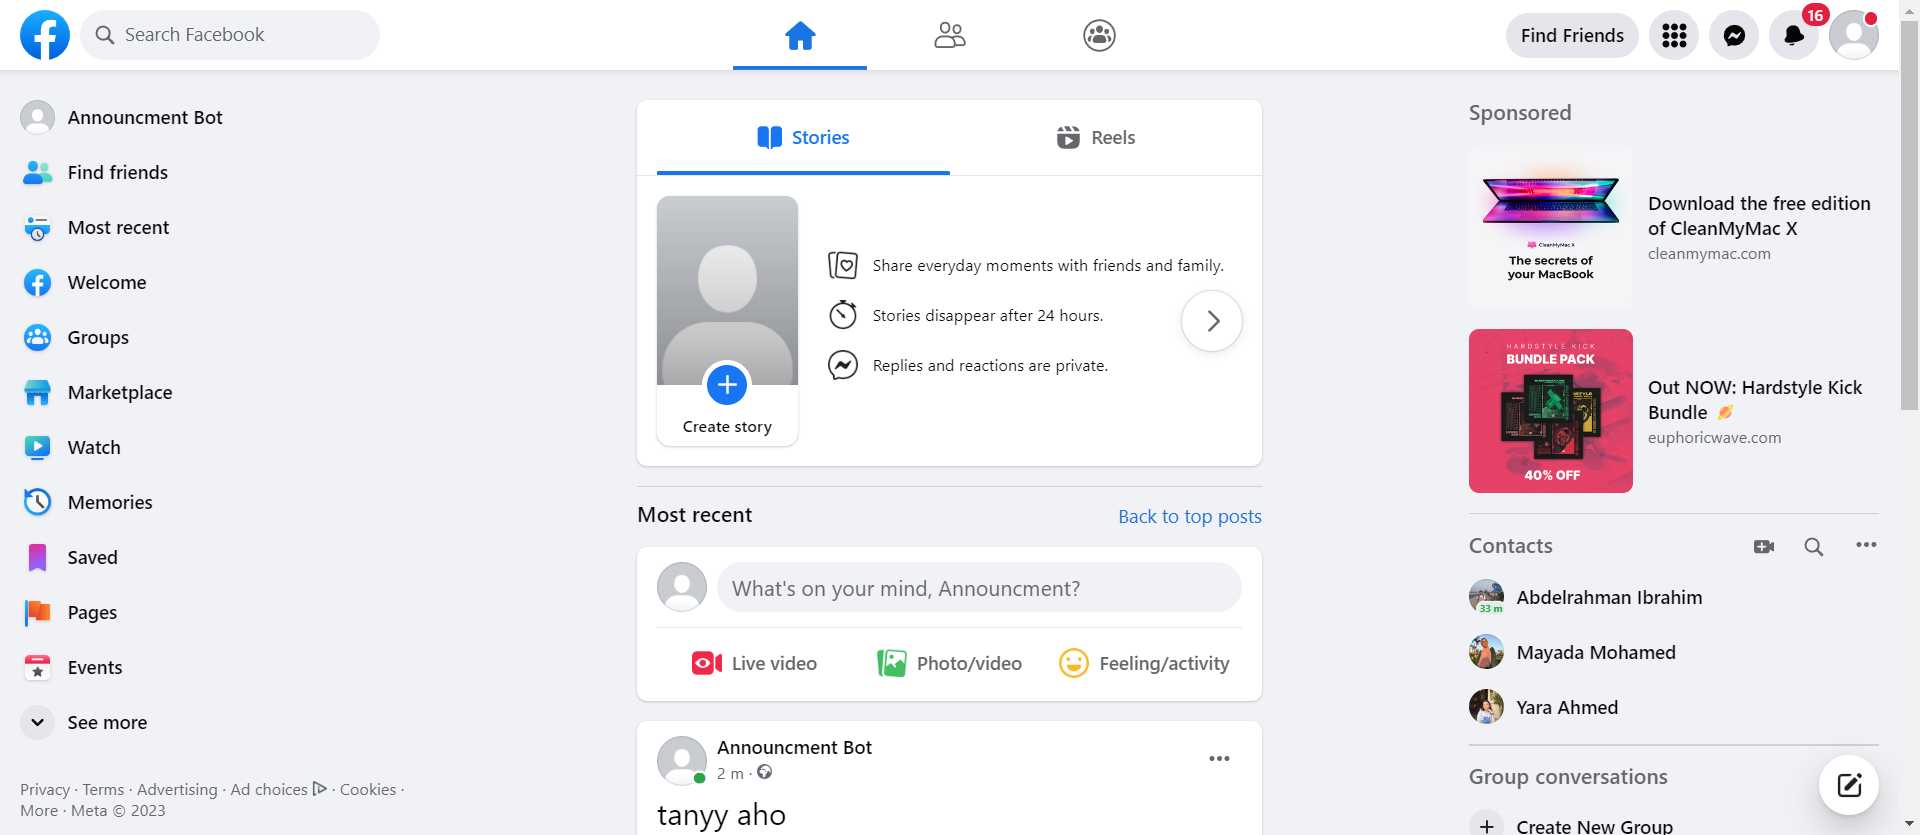 Search Facebook
Find Friends
16
Announcment Bot
Find friends
Most recent
Welcome
Groups
Marketplace
Watch
Memories
Saved
Pages
Events
See more
Privacy · Terms · Advertising · Ad choices · Cookies ·
More · Meta © 2023
Stories
Reels
Create story
Share everyday moments with friends and family.
Stories disappear after 24 hours.
Replies and reactions are private.
Most recent
Back to top posts
What's on your mind, Announcment?
Live video
Photo/video
Feeling/activity
Announcment Bot
2 m ·
tanyy aho
Sponsored
CleanMyMac X
The secrets of
your MacBook
Download the free edition
of CleanMyMac X
cleanmymac.com
HARDSTYLE KICK
BUNDLE PACK
40% OFF
Out NOW: Hardstyle Kick
Bundle 🪐
euphoricwave.com
Contacts
33 m
Abdelrahman Ibrahim
Mayada Mohamed
Yara Ahmed
Group conversations
Create New Group